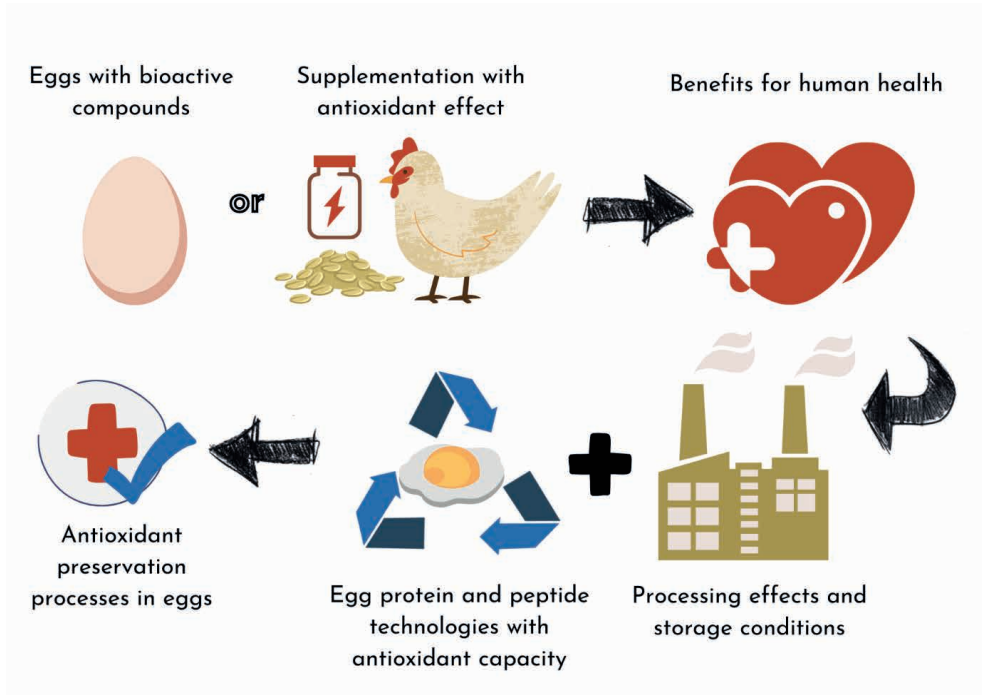 Eggs with bioactive
compounds
or
Supplementation with
antioxidant effect
Benefits for human health
Antioxidant
preservation
processes in eggs
Egg protein and peptide
technologies with
antioxidant capacity
Processing effects and
storage conditions